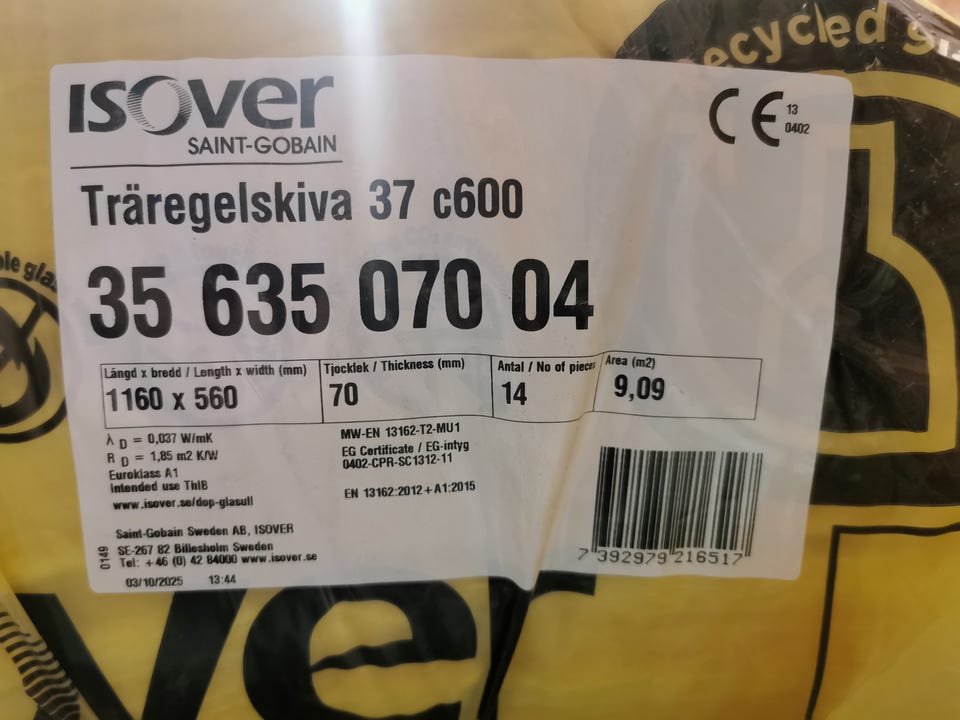 recycled
ISOVER
SAINT-GOBAIN
CE 13
0402
Träregelskiva 37 c600
35 635 070 04
Längd x bredd / Length x width (mm) Tjocklek / Thickness (mm) Antal / No of pieces Area (m2)
1160 x 560 70 14 9,09
λ D = 0,037 W/mK
R D = 1,85 m2 K/W
Euroklass A1
Intended use ThIB
www.isover.se/dop-glasull
MW-EN 13162-T2-MU1
EG Certificate / EG-intyg
0402-CPR-SC1312-11
EN 13162:2012+A1:2015
Saint-Gobain Sweden AB, ISOVER
SE-267 82 Billesholm Sweden
Tel: +46 (0) 42 84000 www.isover.se
0149
03/10/2025 13:44
7 392979 216517